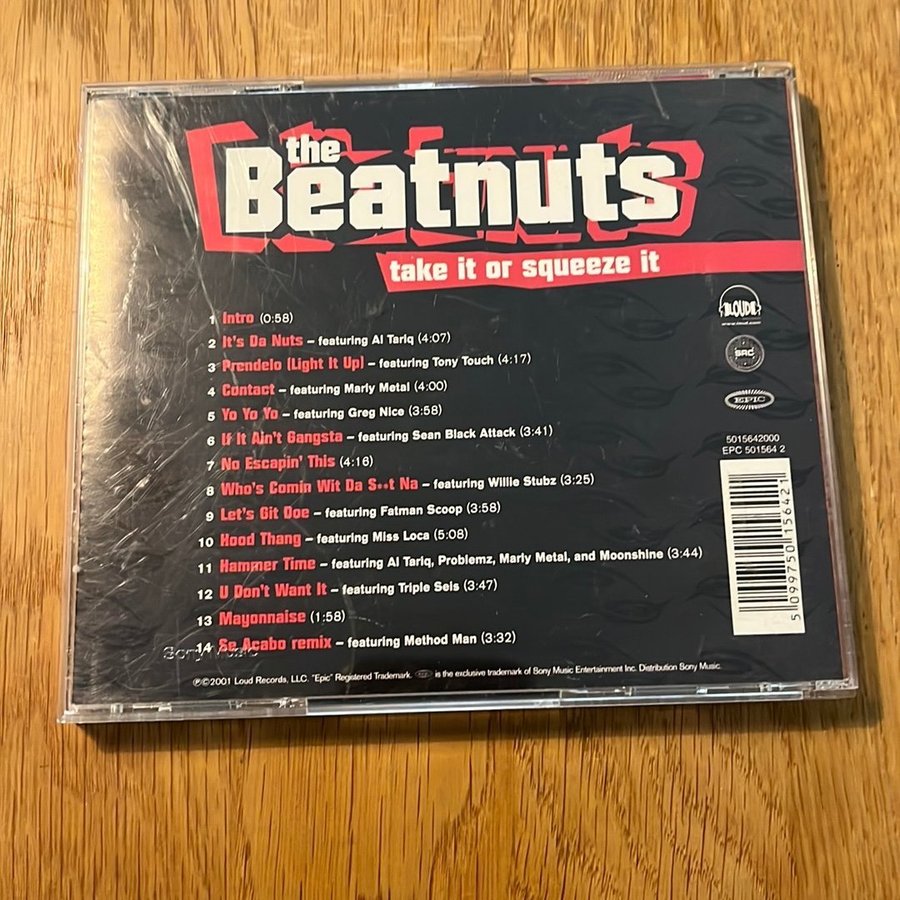 the
Beatnuts
take it or squeeze it
1 Intro (0:58)
2 It's Da Nuts – featuring Al Tariq (4:07)
3 Prendelo (Light It Up) – featuring Tony Touch (4:17)
4 Contact – featuring Marly Metal (4:00)
5 Yo Yo Yo – featuring Greg Nice (3:58)
6 If It Ain't Gangsta – featuring Sean Black Attack (3:41)
7 No Escapin' This (4:16)
8 Who's Comin Wit Da S**t Na – featuring Willie Stubz (3:25)
9 Let's Git Doe – featuring Fatman Scoop (3:58)
10 Hood Thang – featuring Miss Loca (5:08)
11 Hammer Time – featuring Al Tariq, Problemz, Marly Metal, and Moonshine (3:44)
12 U Don't Want It – featuring Triple Seis (3:47)
13 Mayonnaise (1:58)
14 Se Acabo remix – featuring Method Man (3:32)
Sony Music
℗©2001 Loud Records, LLC. "Epic" Registered Trademark. epic is the exclusive trademark of Sony Music Entertainment Inc. Distribution Sony Music.
LOUD
www.loud.com
SRC
EPIC
5015642000
EPC 501564 2
5 099750 156421